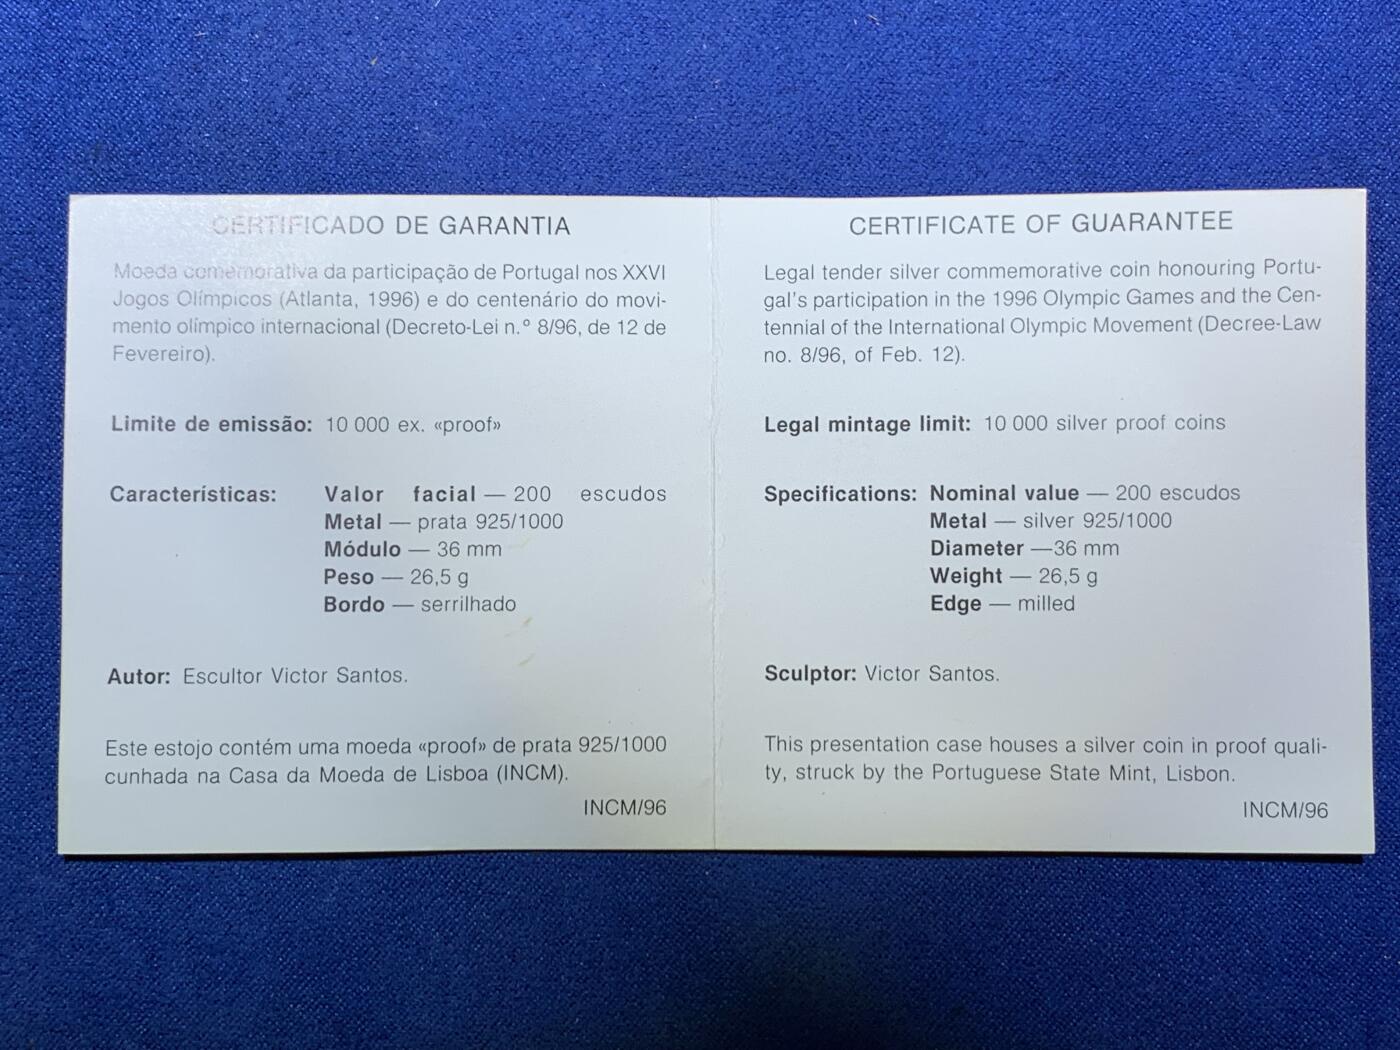 CERTIFICADO DE GARANTIA
Moeda comemorativa da participação de Portugal nos XXVI
Jogos Olímpicos (Atlanta, 1996) e do centenário do movi-
mento olímpico internacional (Decreto-Lei n.º 8/96, de 12 de
Fevereiro).
Limite de emissão: 10 000 ex. «proof»
Características: Valor facial — 200 escudos
Metal — prata 925/1000
Módulo — 36 mm
Peso — 26,5 g
Bordo — serrilhado
Autor: Escultor Victor Santos.
Este estojo contém uma moeda «proof» de prata 925/1000
cunhada na Casa da Moeda de Lisboa (INCM).
INCM/96
CERTIFICATE OF GUARANTEE
Legal tender silver commemorative coin honouring Portu-
gal's participation in the 1996 Olympic Games and the Cen-
tennial of the International Olympic Movement (Decree-Law
no. 8/96, of Feb. 12).
Legal mintage limit: 10 000 silver proof coins
Specifications: Nominal value — 200 escudos
Metal — silver 925/1000
Diameter —36 mm
Weight — 26,5 g
Edge — milled
Sculptor: Victor Santos.
This presentation case houses a silver coin in proof quali-
ty, struck by the Portuguese State Mint, Lisbon.
INCM/96